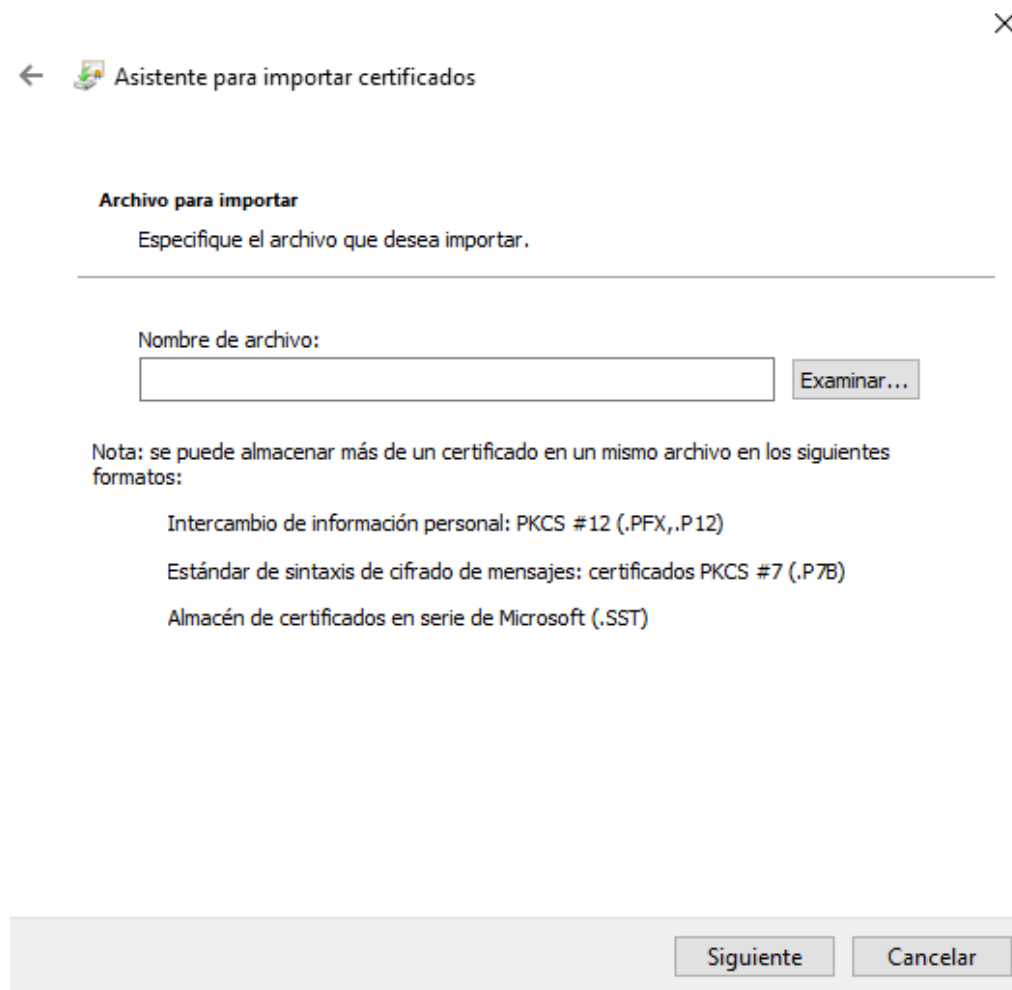 Asistente para importar certificados
Archivo para importar
Especifique el archivo que desea importar.
Nombre de archivo:
Examinar...
Nota: se puede almacenar más de un certificado en un mismo archivo en los siguientes
formatos:
Intercambio de información personal: PKCS #12 (.PFX,.P12)
Estándar de sintaxis de cifrado de mensajes: certificados PKCS #7 (.P7B)
Almacén de certificados en serie de Microsoft (.SST)
Siguiente
Cancelar